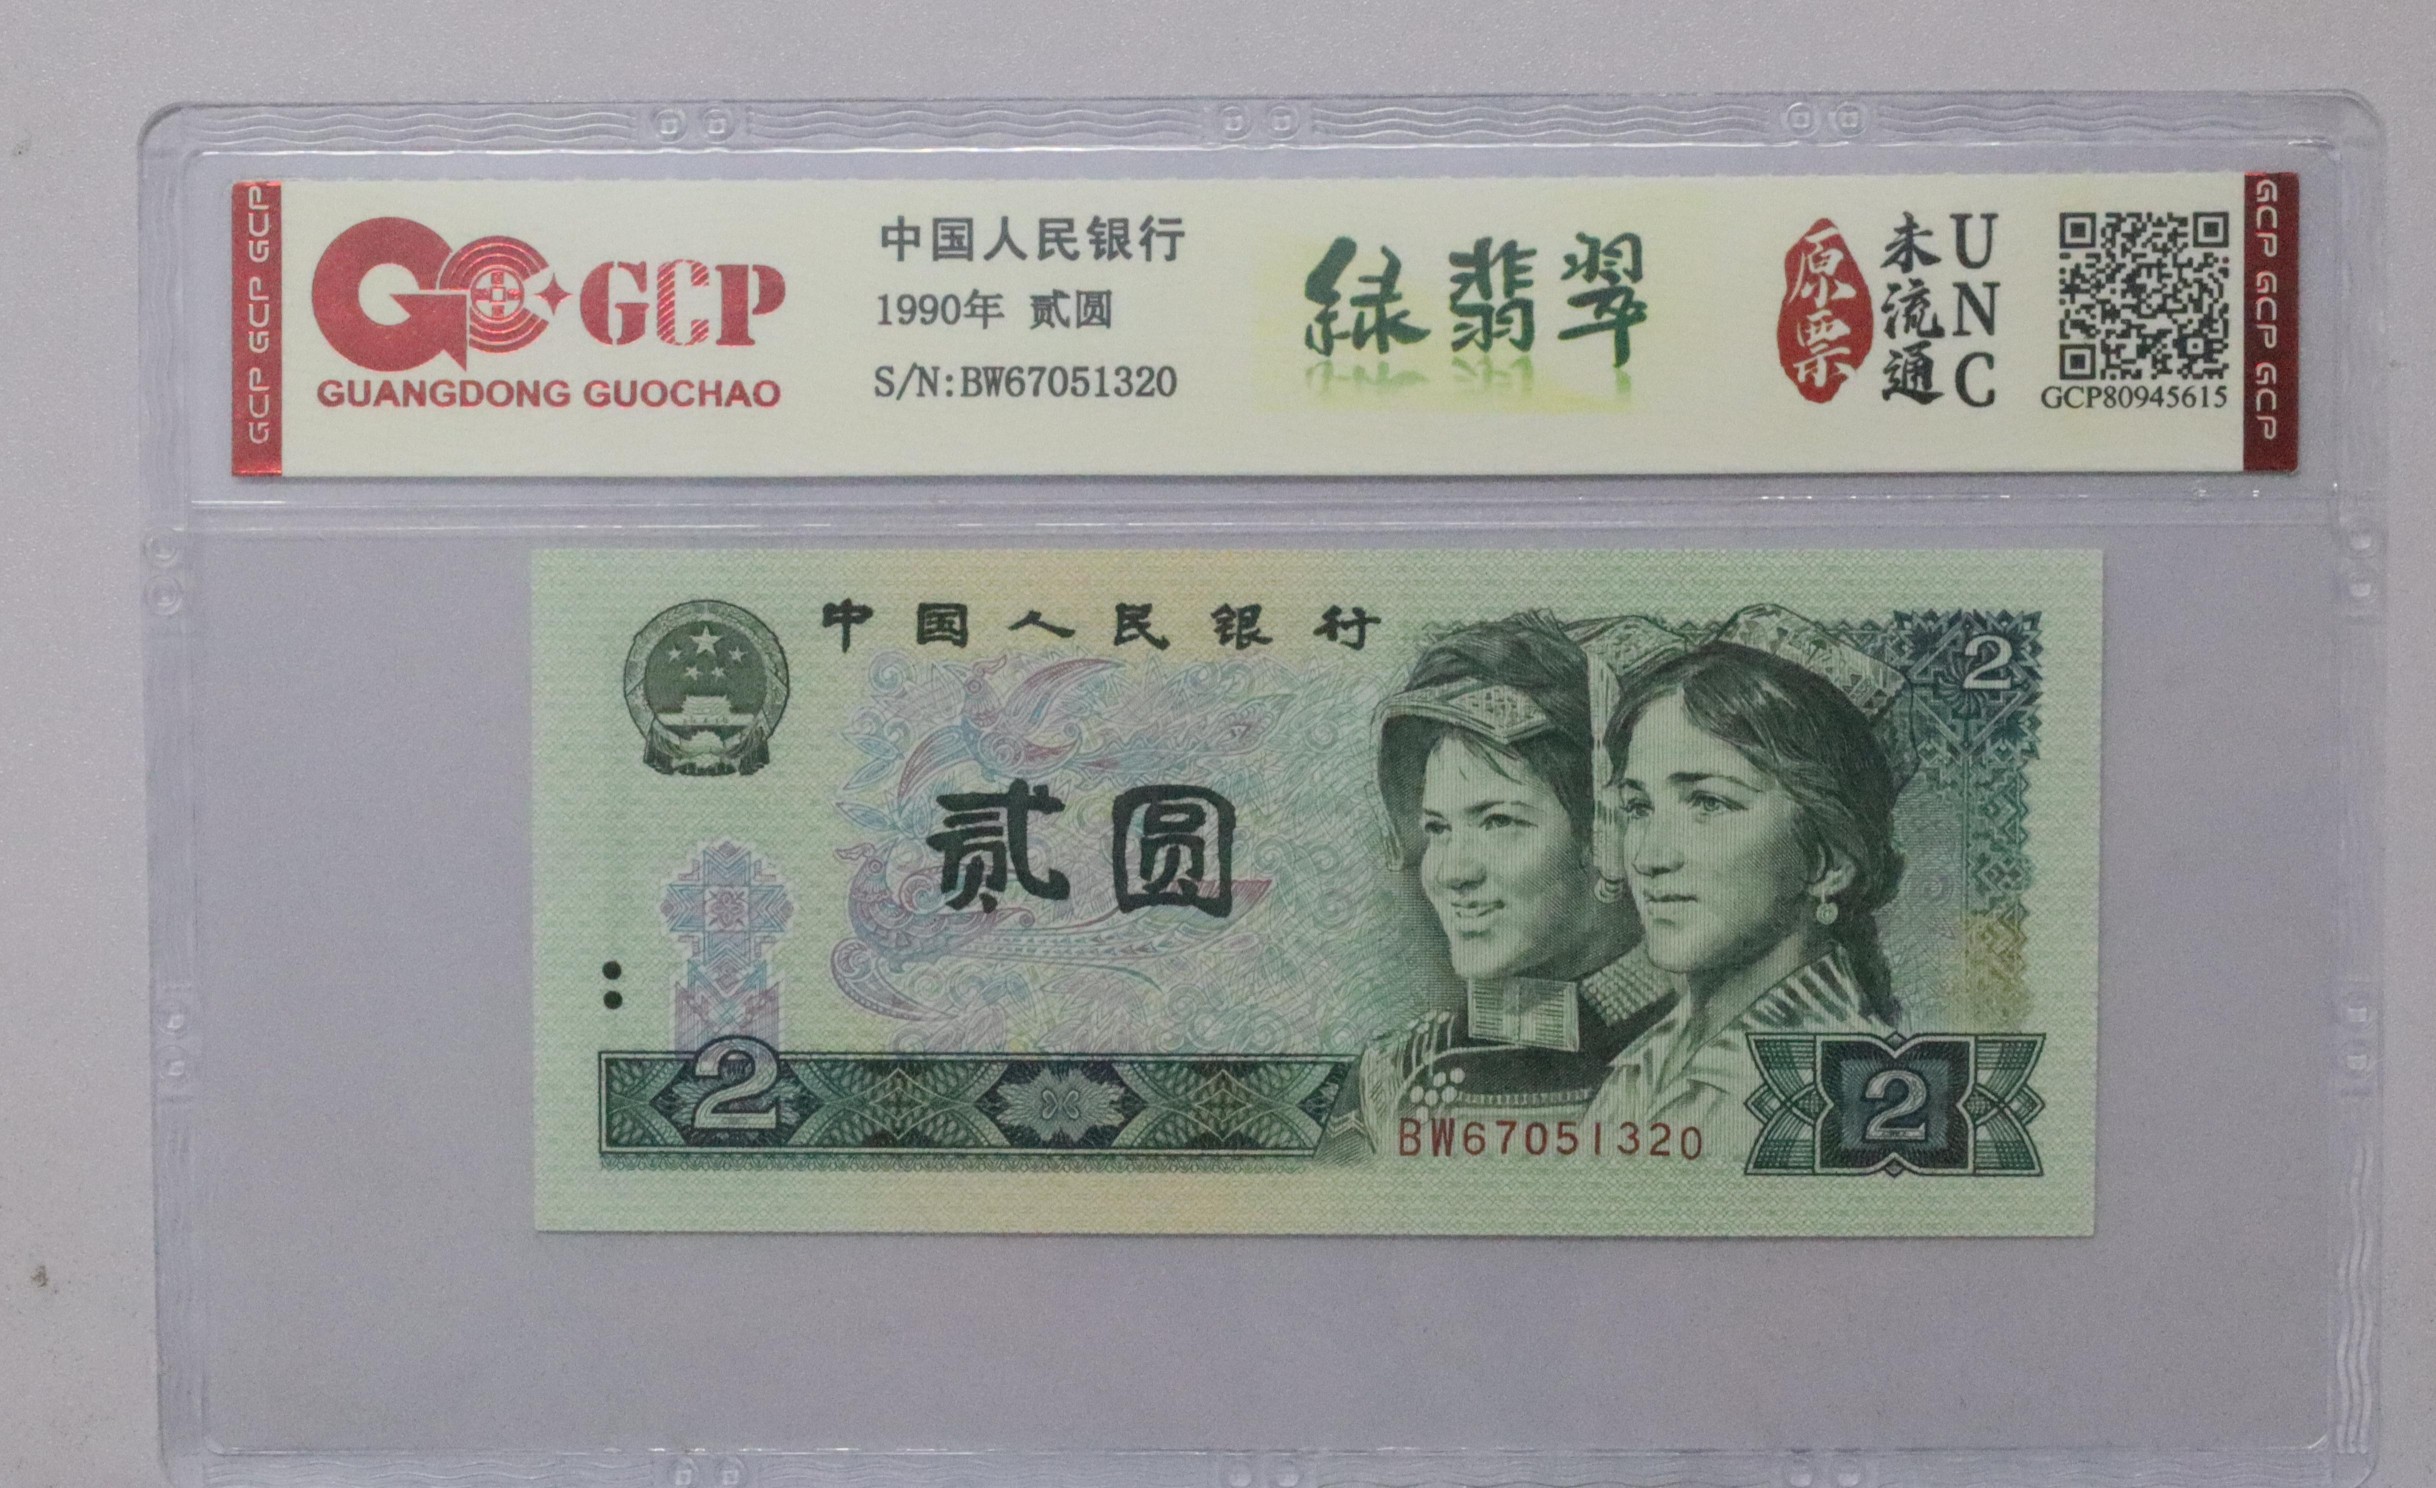 GCP GCP GCP
GCP
GUANGDONG GUOCHAO
中国人民银行
1990年 贰圆
S/N:BW67051320
绿翡翠
原票
未流通
UNC
GCP80945615
GCP GCP GCP
中国人民银行
2
贰圆
2
BW67051320
2